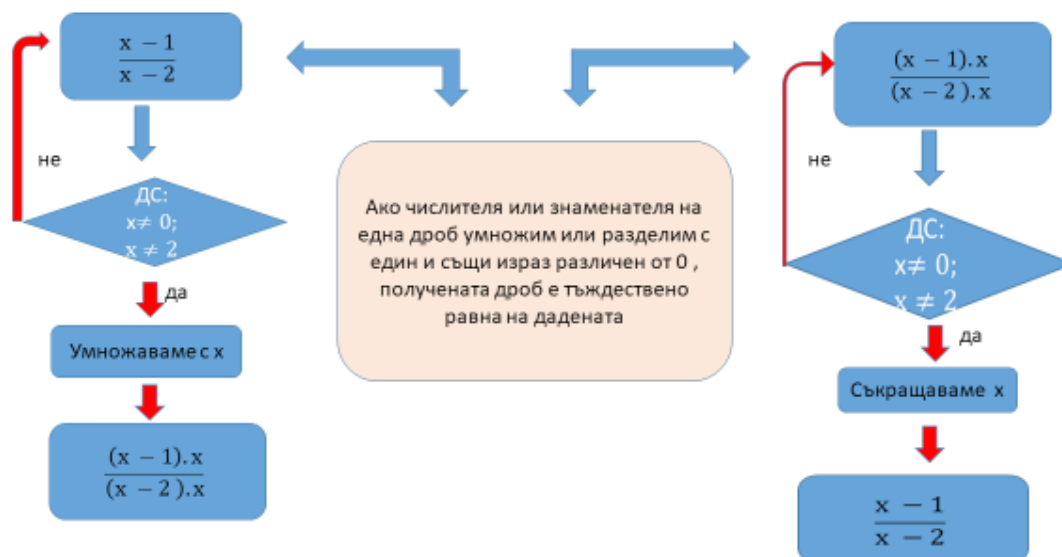 x − 1
x − 2
не
ДС:
x≠ 0;
x ≠ 2
да
Умножаваме с x
(x − 1). x
(x − 2 ). x
Ако числителя или знаменателя на
една дроб умножим или разделим с
един и същи израз различен от 0 ,
получената дроб е тъждествено
равна на дадената
(x − 1). x
(x − 2 ). x
не
ДС:
x≠ 0;
x ≠ 2
да
Съкращаваме x
x − 1
x − 2